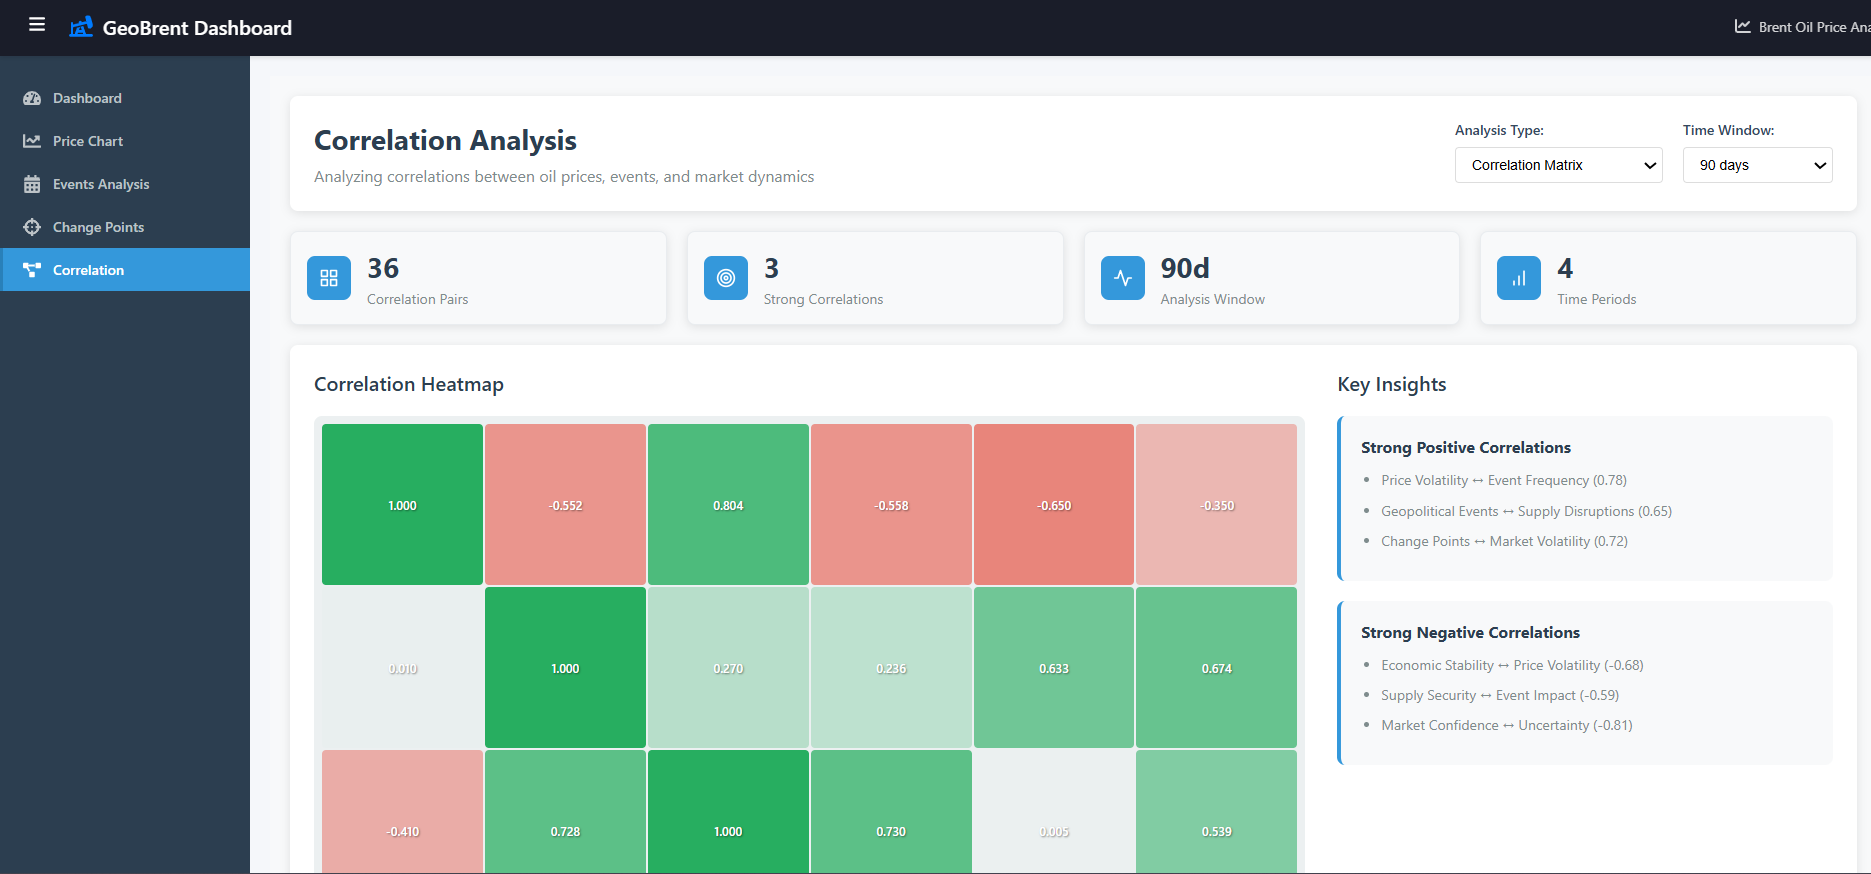 GeoBrent Dashboard
Brent Oil Price Ana
Dashboard
Price Chart
Events Analysis
Change Points
Correlation
Correlation Analysis
Analyzing correlations between oil prices, events, and market dynamics
Analysis Type:
Correlation Matrix
Time Window:
90 days
36
Correlation Pairs
3
Strong Correlations
90d
Analysis Window
4
Time Periods
Correlation Heatmap
1.000 -0.552 0.804 -0.558 -0.650 -0.350
0.010 1.000 0.270 0.236 0.633 0.674
-0.410 0.728 1.000 0.730 0.005 0.539
Key Insights
Strong Positive Correlations
• Price Volatility ↔ Event Frequency (0.78)
• Geopolitical Events ↔ Supply Disruptions (0.65)
• Change Points ↔ Market Volatility (0.72)
Strong Negative Correlations
• Economic Stability ↔ Price Volatility (-0.68)
• Supply Security ↔ Event Impact (-0.59)
• Market Confidence ↔ Uncertainty (-0.81)